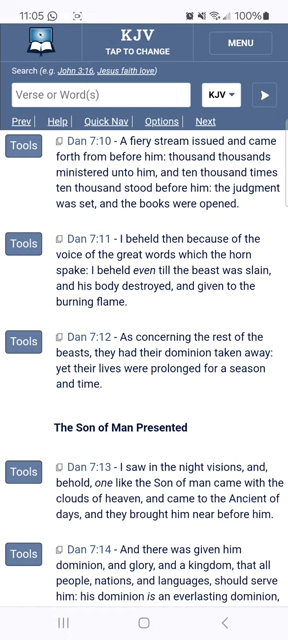 11:05
100%
KJV
TAP TO CHANGE
MENU
Search (e.g. John 3:16, Jesus faith love)
Verse or Word(s)
KJV
Prev | Help | Quick Nav | Options | Next
Tools
Dan 7:10 - A fiery stream issued and came
forth from before him: thousand thousands
ministered unto him, and ten thousand times
ten thousand stood before him: the judgment
was set, and the books were opened.
Tools
Dan 7:11 - I beheld then because of the
voice of the great words which the horn
spake: I beheld even till the beast was slain,
and his body destroyed, and given to the
burning flame.
Tools
Dan 7:12 - As concerning the rest of the
beasts, they had their dominion taken away:
yet their lives were prolonged for a season
and time.
The Son of Man Presented
Tools
Dan 7:13 - I saw in the night visions, and,
behold, one like the Son of man came with the
clouds of heaven, and came to the Ancient of
days, and they brought him near before him.
Tools
Dan 7:14 - And there was given him
dominion, and glory, and a kingdom, that all
people, nations, and languages, should serve
him: his dominion is an everlasting dominion,